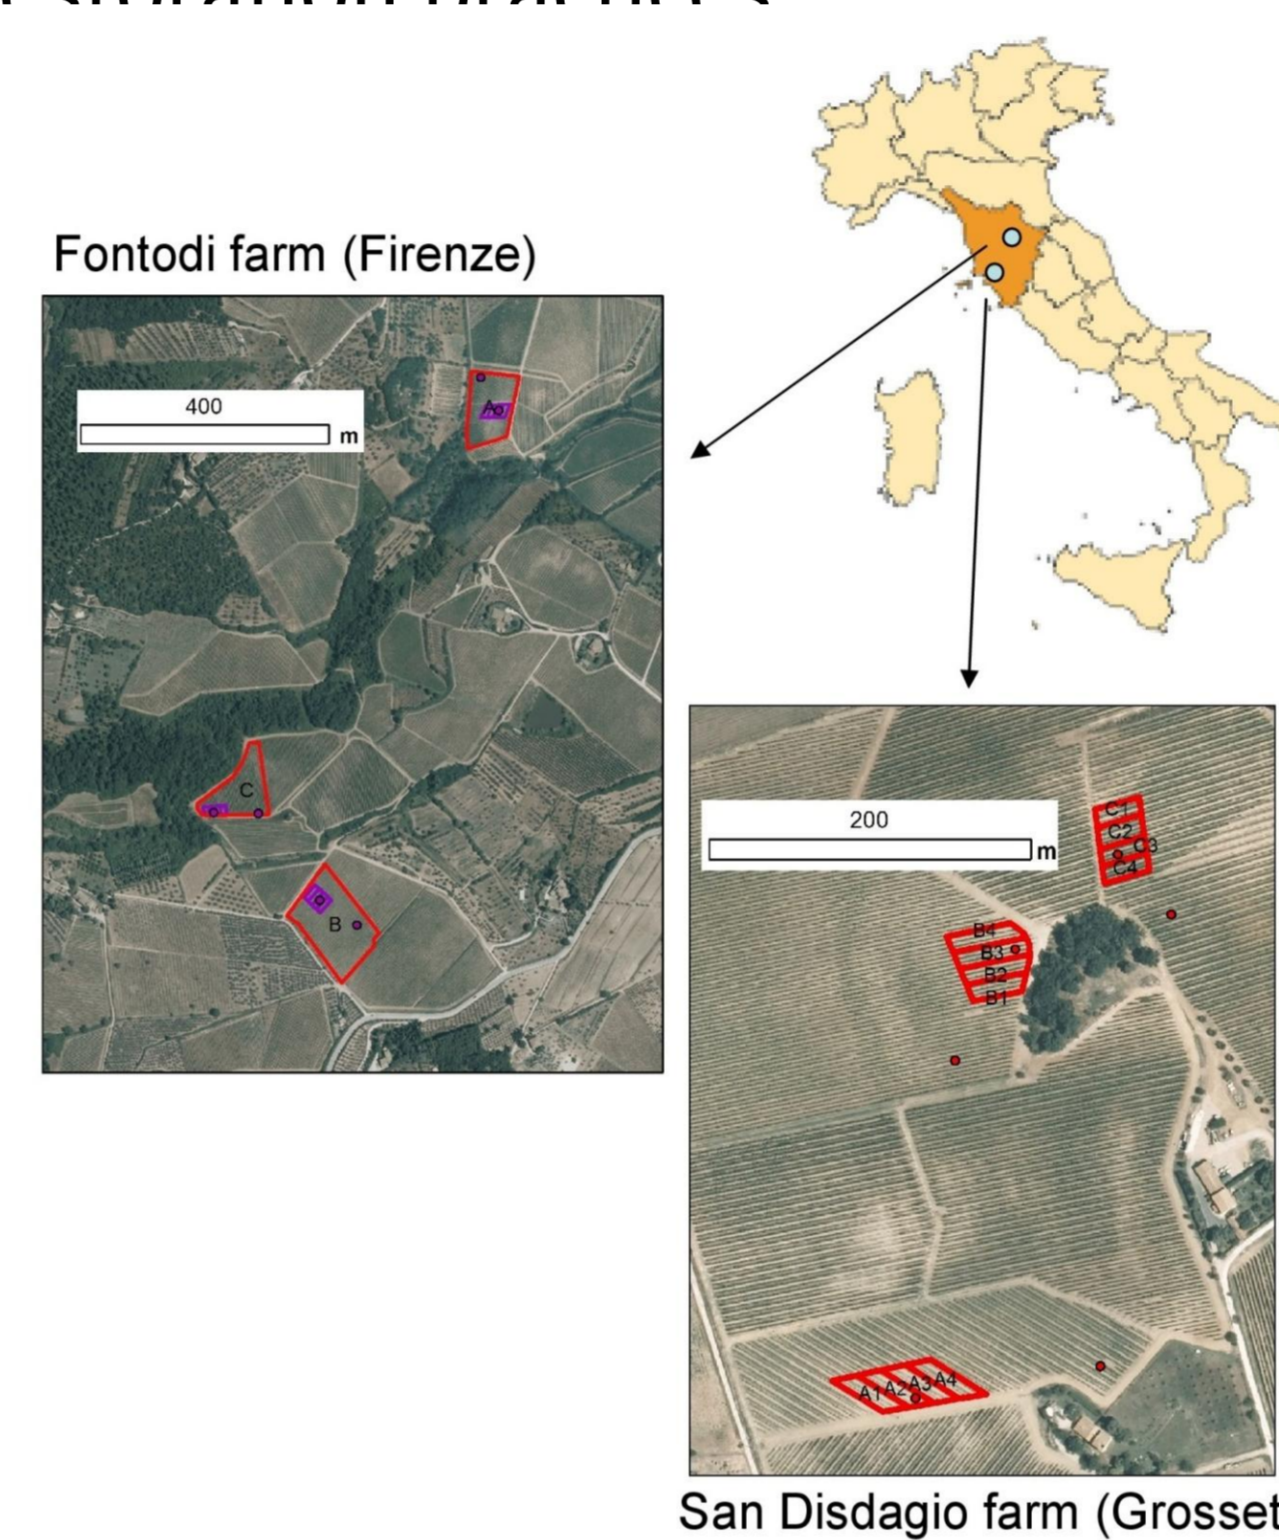 Fontodi farm (Firenze)
400
m
A
C
B
200
m
C1
C2
C3
C4
B4
B3
B2
B1
A1 A2 A3 A4
San Disdagio farm (Grosset